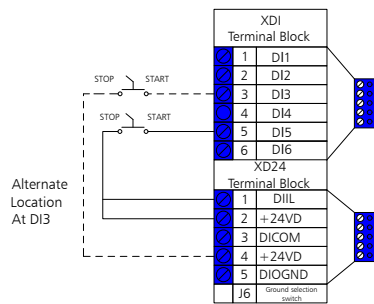 XDI
Terminal Block
1 DI1
2 DI2
STOP START
3 DI3
4 DI4
STOP START
5 DI5
6 DI6
XD24
Terminal Block
1 DIIL
Alternate
Location
At DI3
2 +24VD
3 DICOM
4 +24VD
5 DIOGND
J6 Ground selection
switch